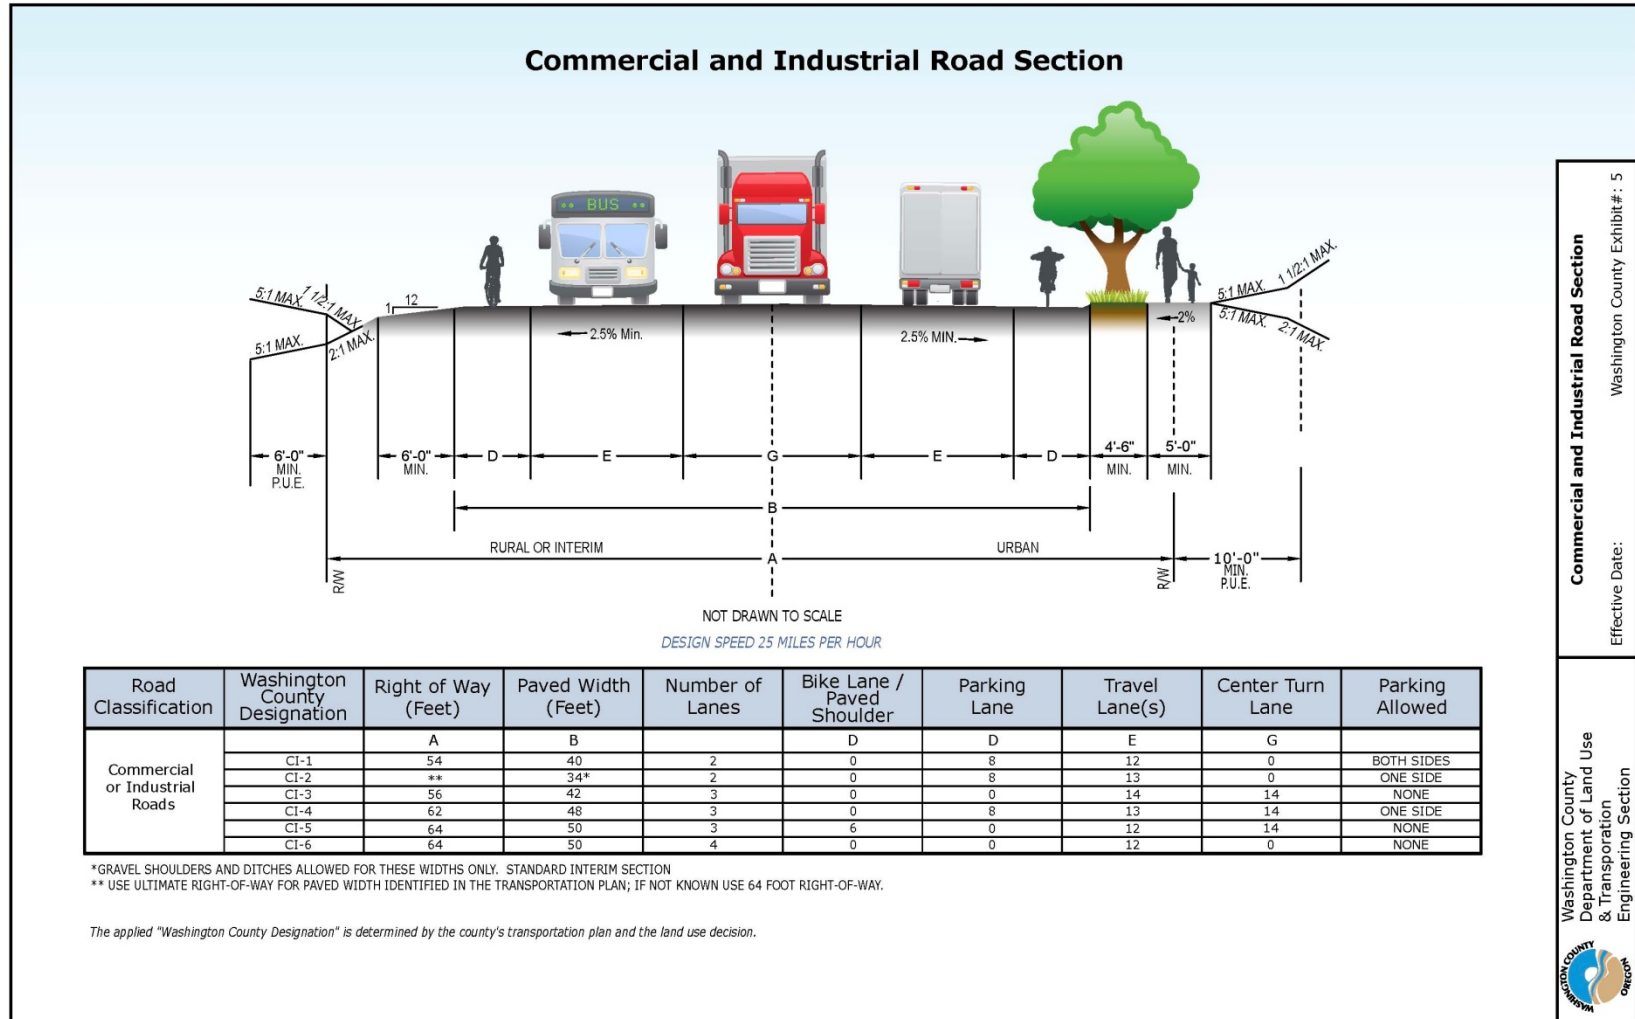 Commercial and Industrial Road Section
BUS
5:1 MAX.
1 1/2:1 MAX.
1
12
5:1 MAX.
2:1 MAX.
2.5% Min.
2.5% MIN.
2%
5:1 MAX.
1 1/2:1 MAX.
5:1 MAX.
2:1 MAX.
6'-0"
MIN.
P.U.E.
6'-0"
MIN.
D
E
G
E
D
4'-6"
MIN.
5'-0"
MIN.
B
RURAL OR INTERIM
URBAN
A
R/W
R/W
10'-0"
MIN.
P.U.E.
NOT DRAWN TO SCALE
DESIGN SPEED 25 MILES PER HOUR
Road Classification Washington County Designation Right of Way (Feet) Paved Width (Feet) Number of Lanes Bike Lane / Paved Shoulder Parking Lane Travel Lane(s) Center Turn Lane Parking Allowed
A B D D E G
Commercial or Industrial Roads
CI-1 54 40 2 0 8 12 0 BOTH SIDES
CI-2 ** 34* 2 0 8 13 0 ONE SIDE
CI-3 56 42 3 0 0 14 14 NONE
CI-4 62 48 3 0 8 13 14 ONE SIDE
CI-5 64 50 3 6 0 12 14 NONE
CI-6 64 50 4 0 0 12 0 NONE
*GRAVEL SHOULDERS AND DITCHES ALLOWED FOR THESE WIDTHS ONLY. STANDARD INTERIM SECTION
** USE ULTIMATE RIGHT-OF-WAY FOR PAVED WIDTH IDENTIFIED IN THE TRANSPORTATION PLAN; IF NOT KNOWN USE 64 FOOT RIGHT-OF-WAY.
The applied "Washington County Designation" is determined by the county's transportation plan and the land use decision.
Commercial and Industrial Road Section
Effective Date: Washington County Exhibit#: 5
Washington County
Department of Land Use
& Transportation
Engineering Section
WASHINGTON COUNTY
OREGON